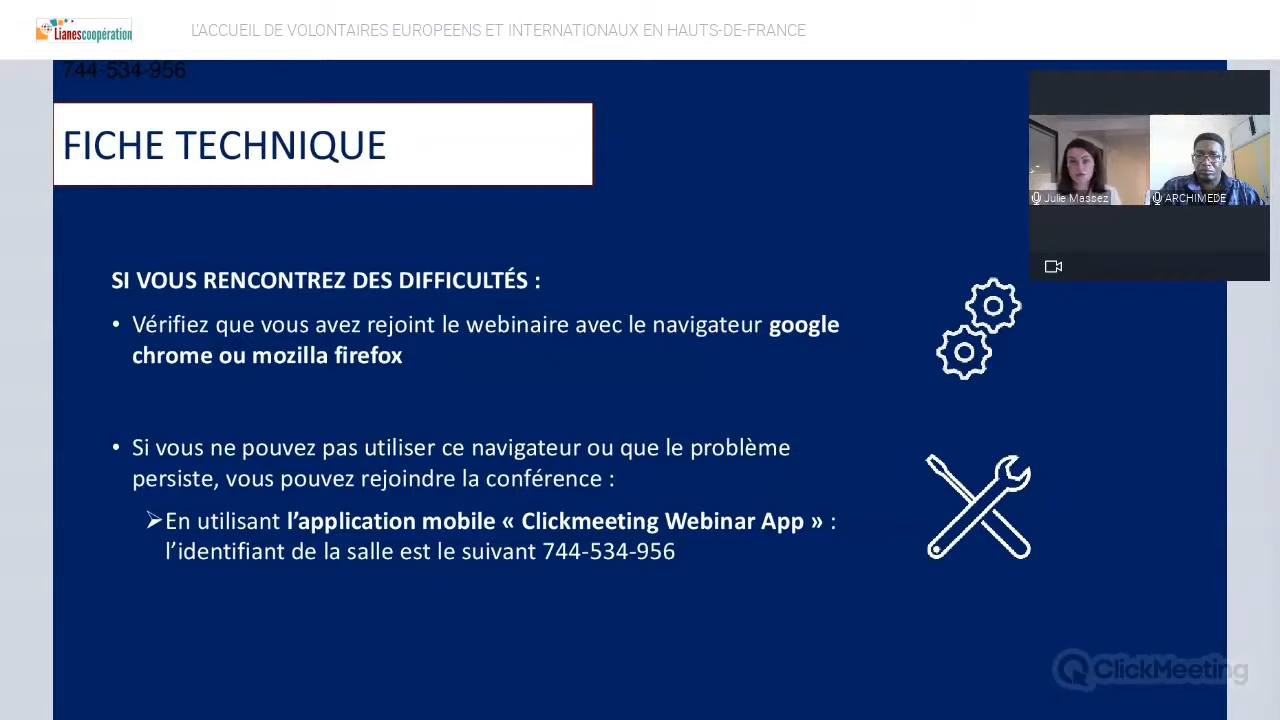 Lianescoopération
L'ACCUEIL DE VOLONTAIRES EUROPEENS ET INTERNATIONAUX EN HAUTS-DE-FRANCE
744-534-956
FICHE TECHNIQUE
Julie Massez
ARCHIMEDE
SI VOUS RENCONTREZ DES DIFFICULTÉS :
• Vérifiez que vous avez rejoint le webinaire avec le navigateur google
chrome ou mozilla firefox
• Si vous ne pouvez pas utiliser ce navigateur ou que le problème
persiste, vous pouvez rejoindre la conférence :
➢En utilisant l'application mobile « Clickmeeting Webinar App » :
l'identifiant de la salle est le suivant 744-534-956
ClickMeeting